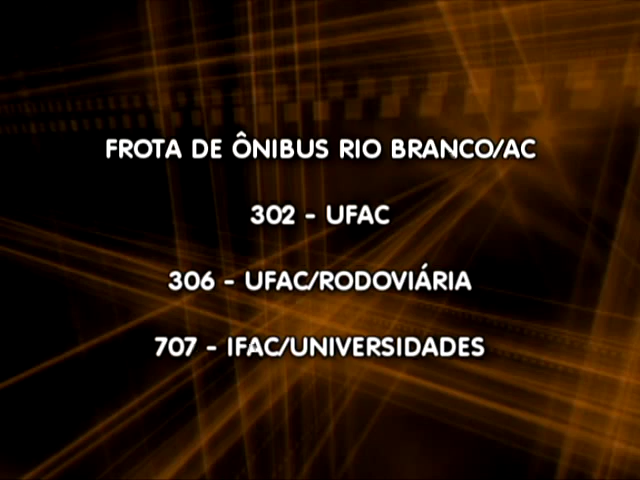 FROTA DE ÔNIBUS RIO BRANCO/AC
302 - UFAC
306 - UFAC/RODOVIÁRIA
707 - IFAC/UNIVERSIDADES